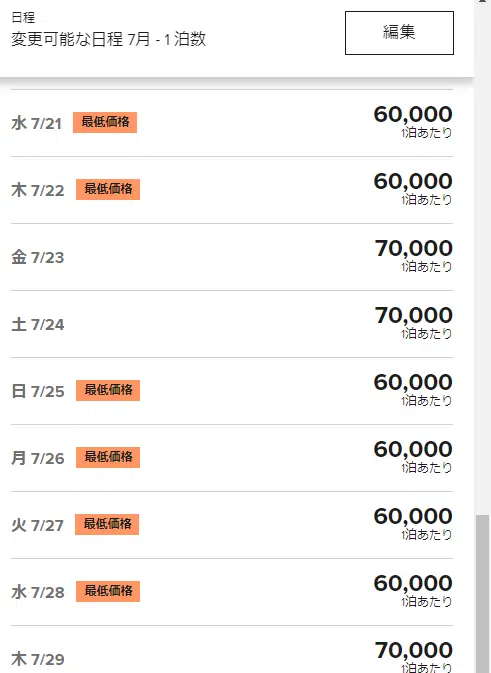 日程
変更可能な日程 7月 - 1 泊数
編集
水 7/21 最低価格 60,000
1泊あたり
木 7/22 最低価格 60,000
1泊あたり
金 7/23 70,000
1泊あたり
土 7/24 70,000
1泊あたり
日 7/25 最低価格 60,000
1泊あたり
月 7/26 最低価格 60,000
1泊あたり
火 7/27 最低価格 60,000
1泊あたり
水 7/28 最低価格 60,000
1泊あたり
木 7/29 70,000
1泊あたり